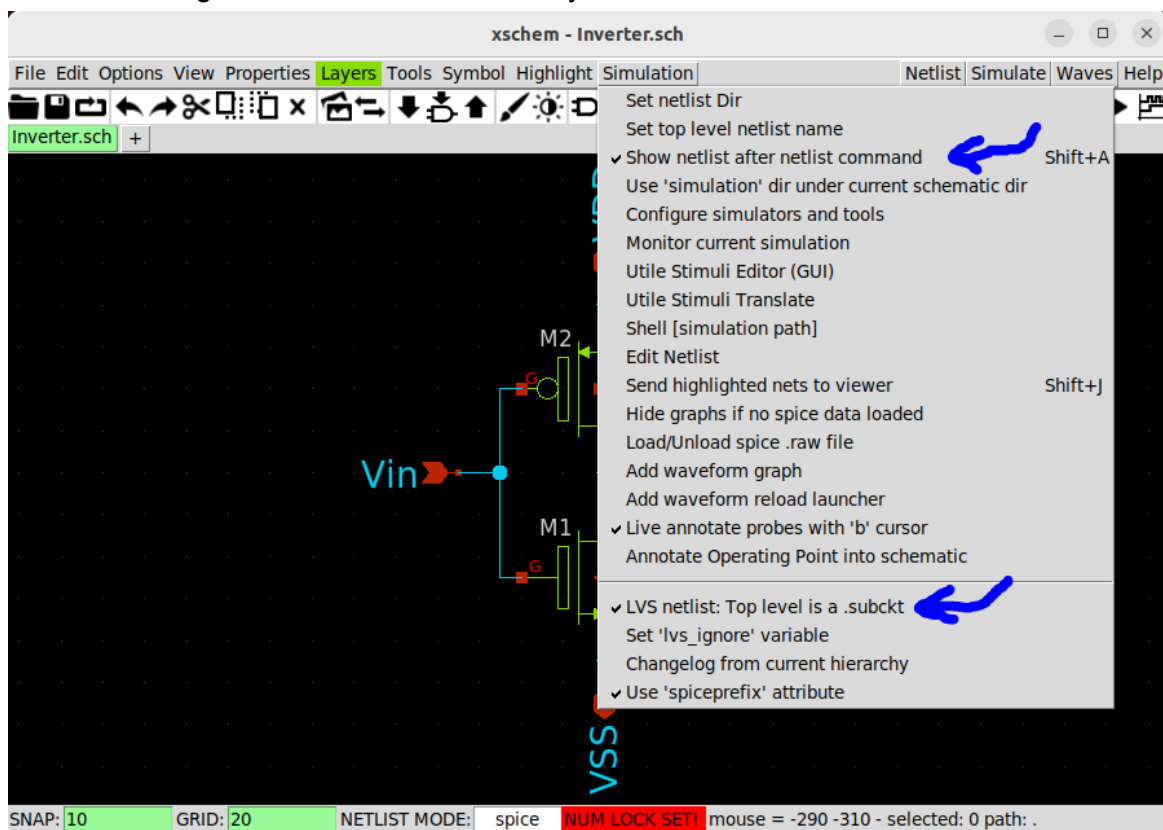 xschem - Inverter.sch
File Edit Options View Properties Layers Tools Symbol Highlight Simulation Netlist Simulate Waves Help
Inverter.sch +
Set netlist Dir
Set top level netlist name
Show netlist after netlist command Shift+A
Use 'simulation' dir under current schematic dir
Configure simulators and tools
Monitor current simulation
Utile Stimuli Editor (GUI)
Utile Stimuli Translate
Shell [simulation path]
Edit Netlist
Send highlighted nets to viewer Shift+J
Hide graphs if no spice data loaded
Load/Unload spice .raw file
Add waveform graph
Add waveform reload launcher
Live annotate probes with 'b' cursor
Annotate Operating Point into schematic
LVS netlist: Top level is a .subckt
Set 'lvs_ignore' variable
Changelog from current hierarchy
Use 'spiceprefix' attribute
M2
G
Vin
M1
G
VSS
SNAP: 10 GRID: 20 NETLIST MODE: spice NUM LOCK SET! mouse = -290 -310 - selected: 0 path: .